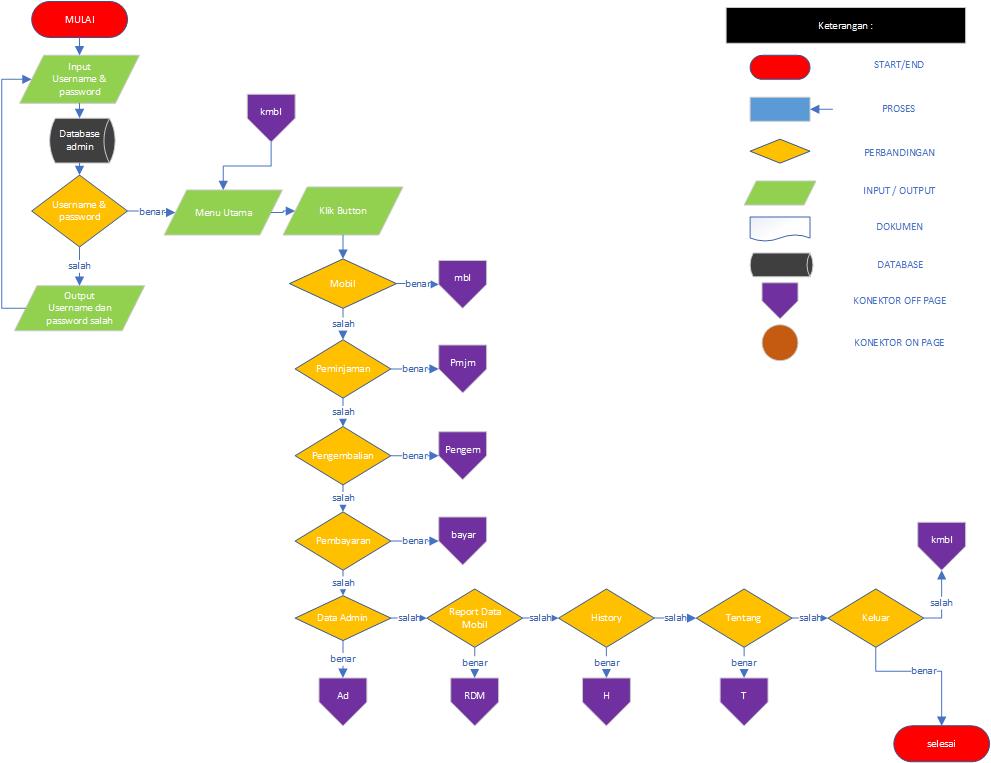 MULAI
Input
Username &
password
Database
admin
Username &
password
benar
salah
Output
Username dan
password salah
kmbl
Menu Utama
Klik Button
Mobil
benar
mbl
salah
Peminjaman
benar
Pmjm
salah
Pengembalian
benar
Pengem
salah
Pembayaran
benar
bayar
salah
Data Admin
salah
Report Data
Mobil
salah
History
salah
Tentang
salah
Keluar
salah
kmbl
benar
Ad
benar
RDM
benar
H
benar
T
benar
selesai
Keterangan :
START/END
PROSES
PERBANDINGAN
INPUT / OUTPUT
DOKUMEN
DATABASE
KONEKTOR OFF PAGE
KONEKTOR ON PAGE